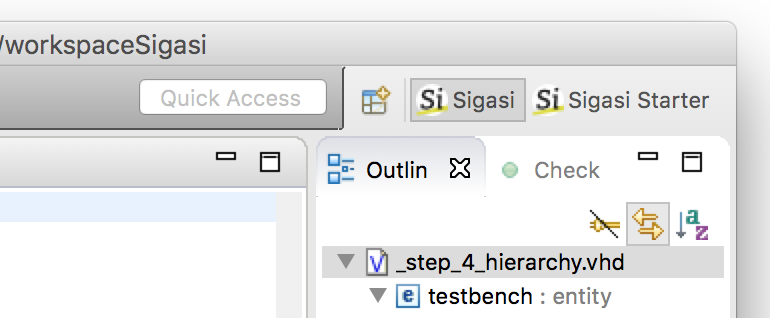 /workspaceSigasi
Quick Access
Si Sigasi Si Sigasi Starter
Outlin Check
a
z
_step_4_hierarchy.vhd
e testbench : entity